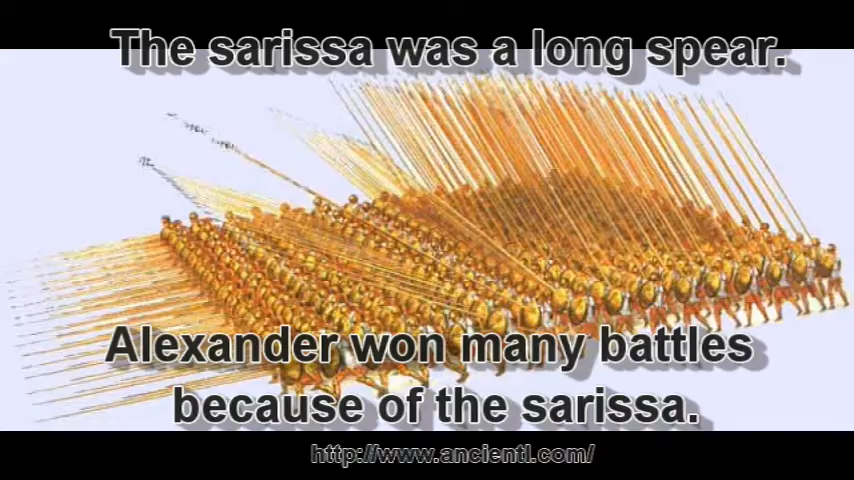 The sarissa was a long spear.
Alexander won many battles
because of the sarissa.
http://www.ancientl.com/